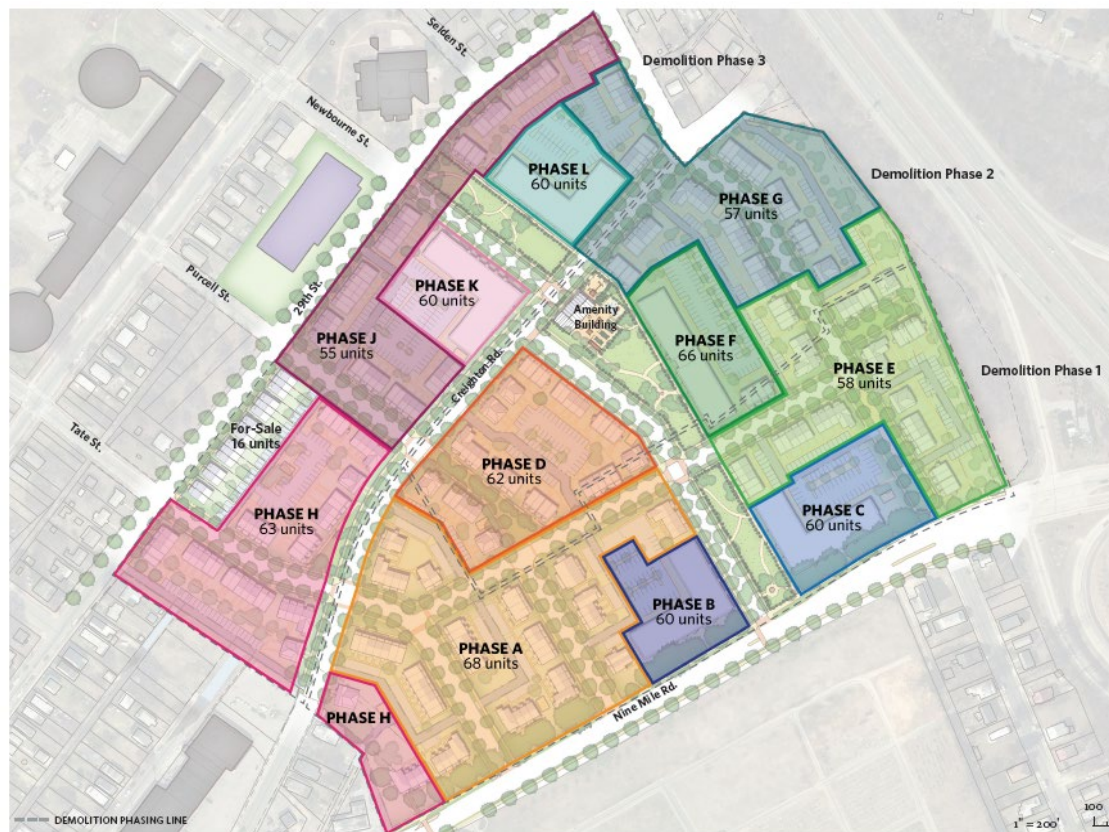 Selden St.
Demolition Phase 3
Newbourne St.
PHASE L
60 units
Demolition Phase 2
PHASE G
57 units
Purcell St.
29th St.
PHASE K
60 units
Amenity
Building
PHASE J
55 units
PHASE F
66 units
PHASE E
58 units
Demolition Phase 1
Creighton Rd.
Tate St.
For-Sale
16 units
PHASE D
62 units
PHASE H
63 units
PHASE C
60 units
PHASE B
60 units
PHASE A
68 units
Nine Mile Rd.
PHASE H
DEMOLITION PHASING LINE
100
1" = 200'